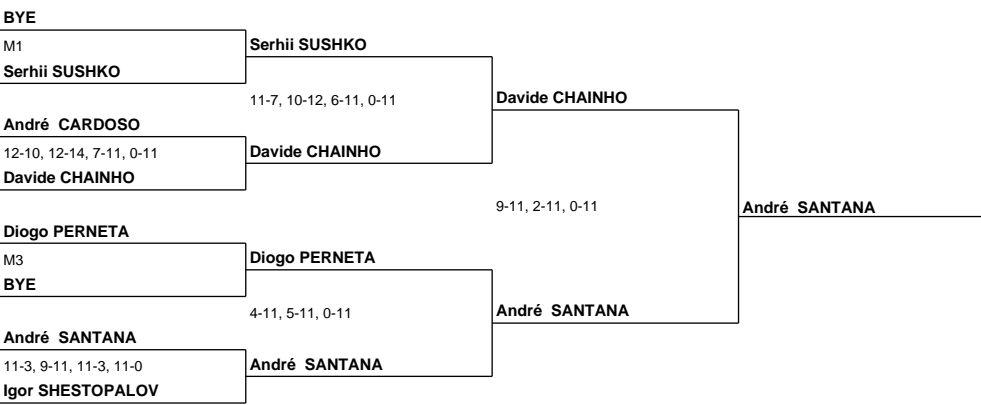 BYE
M1
Serhii SUSHKO
Serhii SUSHKO
11-7, 10-12, 6-11, 0-11
Davide CHAINHO
André  CARDOSO
12-10, 12-14, 7-11, 0-11
Davide CHAINHO
Davide CHAINHO
9-11, 2-11, 0-11
André  SANTANA
Diogo PERNETA
M3
Diogo PERNETA
BYE
4-11, 5-11, 0-11
André  SANTANA
André  SANTANA
11-3, 9-11, 11-3, 11-0
André  SANTANA
Igor SHESTOPALOV